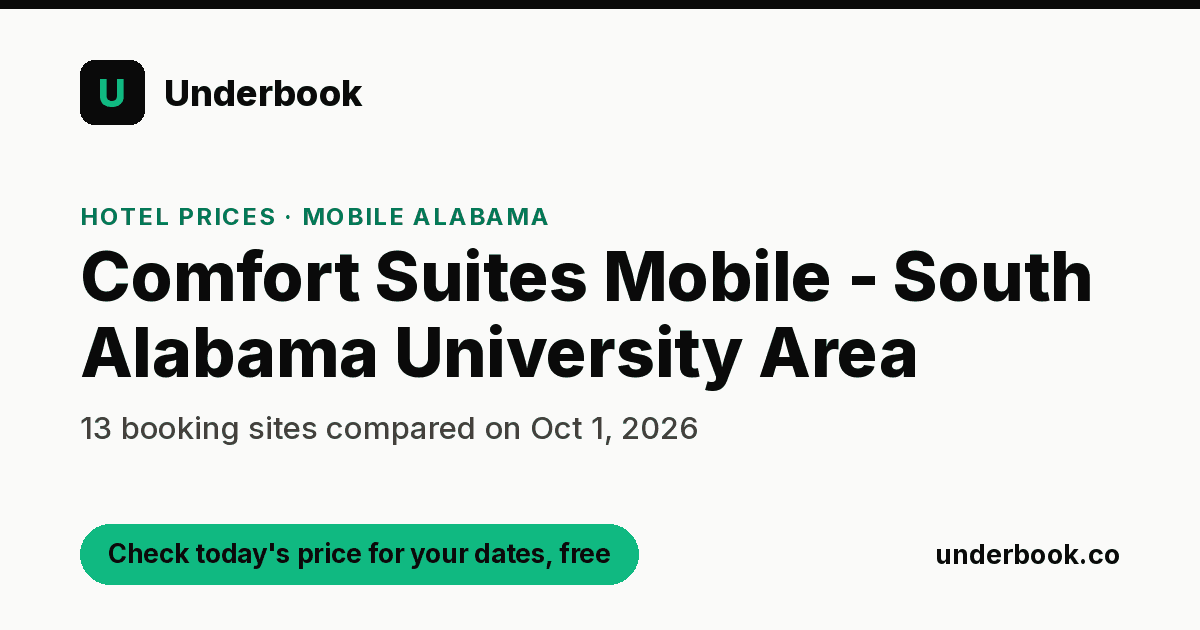 U Underbook
HOTEL PRICES · MOBILE ALABAMA
Comfort Suites Mobile - South
Alabama University Area
13 booking sites compared on Oct 1, 2026
Check today's price for your dates, free
underbook.co